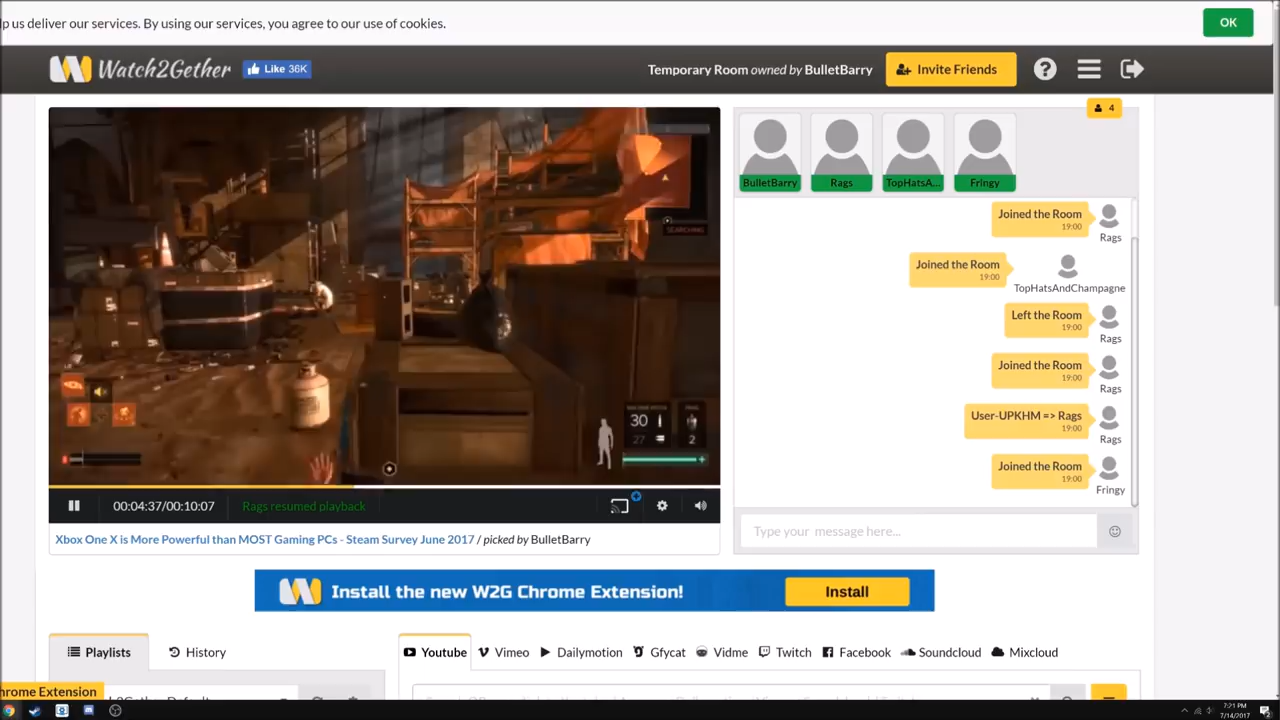 lp us deliver our services. By using our services, you agree to our use of cookies.
OK
Watch2Gether
Like 36K
Temporary Room owned by BulletBarry
Invite Friends
4
BulletBarry
Rags
TopHatsA...
Fringy
SEARCHING
30
27
2
Joined the Room
19:00
Rags
Joined the Room
19:00
TopHatsAndChampagne
Left the Room
19:00
Rags
Joined the Room
19:00
Rags
User-UPKHM => Rags
19:00
Rags
Joined the Room
19:00
Fringy
00:04:37/00:10:07
Rags resumed playback
Type your message here...
Xbox One X is More Powerful than MOST Gaming PCs - Steam Survey June 2017 / picked by BulletBarry
Install the new W2G Chrome Extension!
Install
Playlists
History
Youtube
Vimeo
Dailymotion
Gfycat
Vidme
Twitch
Facebook
Soundcloud
Mixcloud
hrome Extension
7:21 PM
7/14/2017